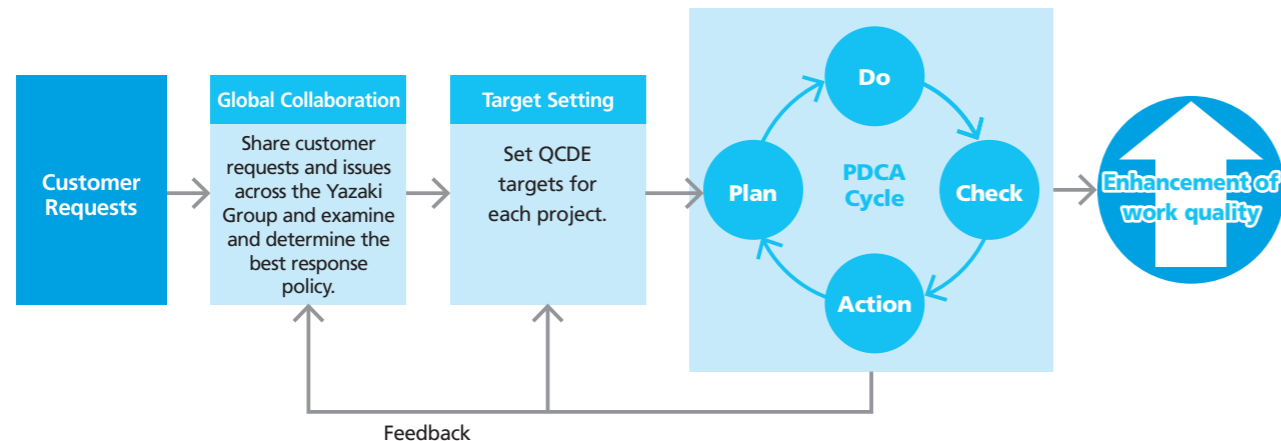 Customer
Requests
Global Collaboration
Share customer
requests and issues
across the Yazaki
Group and examine
and determine the
best response
policy.
Target Setting
Set QCDE
targets for
each project.
Do
Plan
PDCA
Cycle
Check
Action
Enhancement of
work quality
Feedback